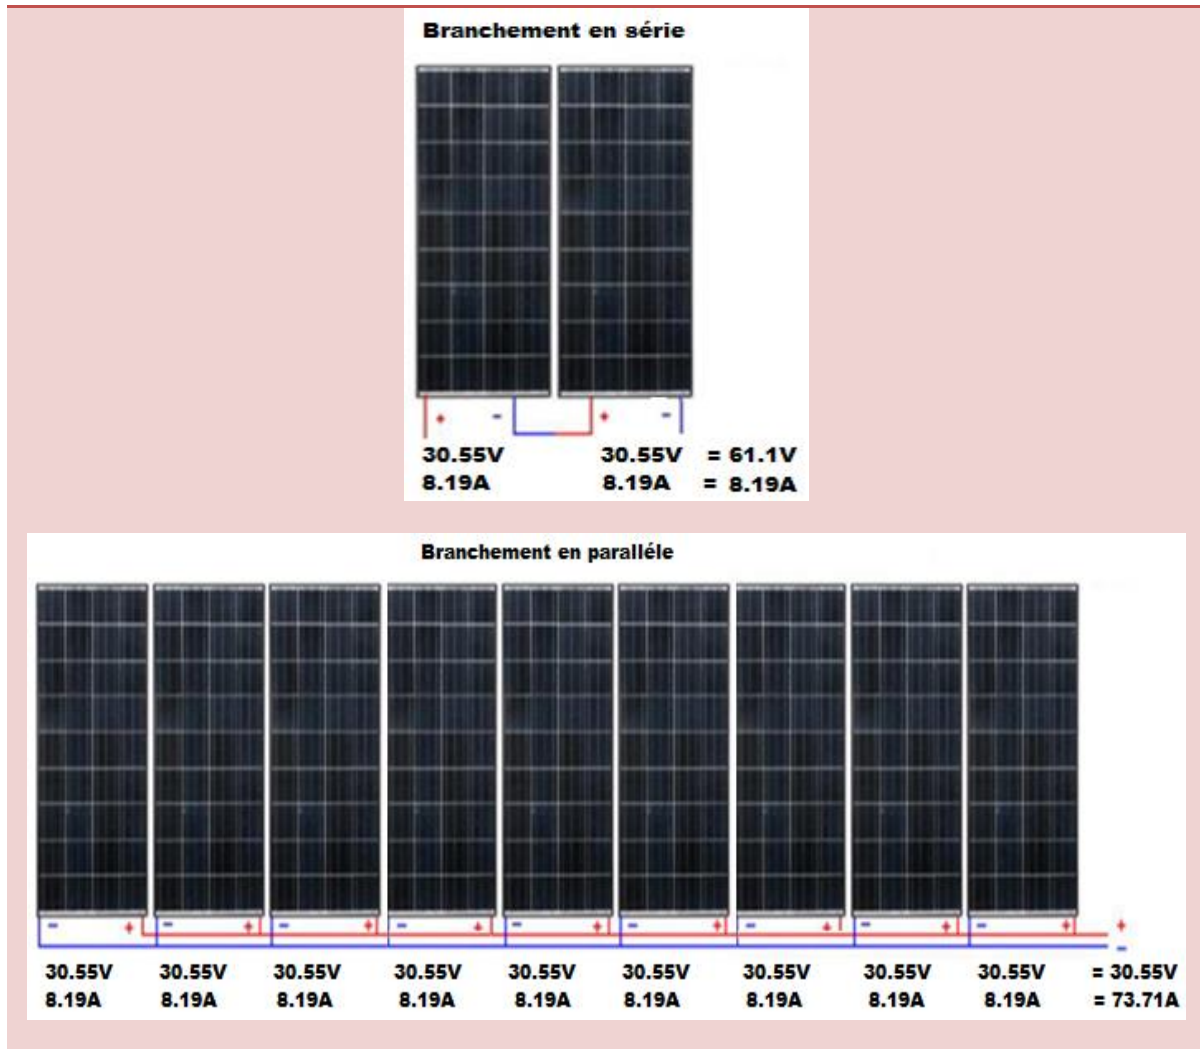 Branchement en série
+ - + -
30.55V 30.55V = 61.1V
8.19A 8.19A = 8.19A
Branchement en paralléle
- + - + - + - + - + - + - + - + - + +
-
30.55V 30.55V 30.55V 30.55V 30.55V 30.55V 30.55V 30.55V 30.55V = 30.55V
8.19A 8.19A 8.19A 8.19A 8.19A 8.19A 8.19A 8.19A 8.19A = 73.71A